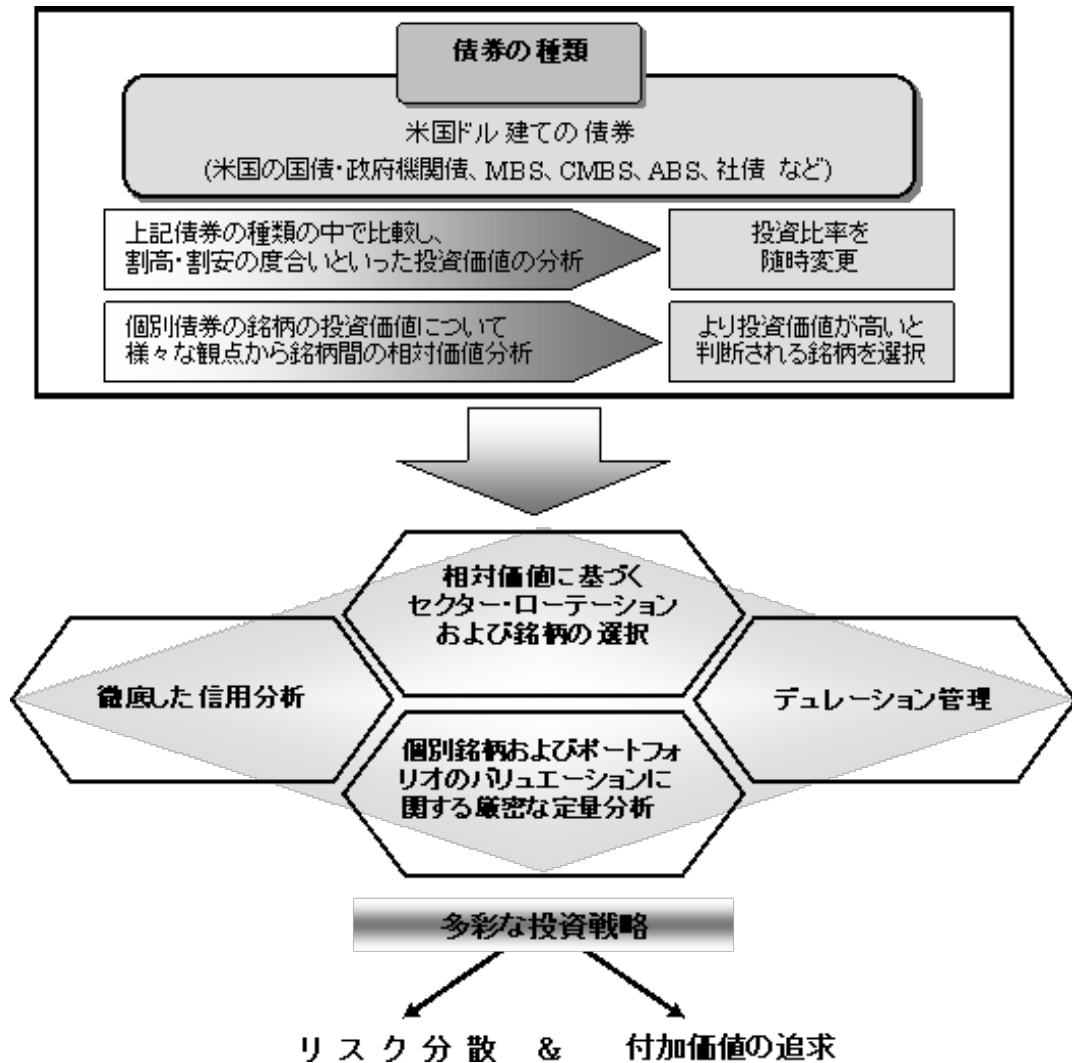 債券の種類
米国ドル建ての債券
(米国の国債・政府機関債、MBS、CMBS、ABS、社債 など)
上記債券の種類の中で比較し、
割高・割安の度合いといった投資価値の分析
投資比率を
随時変更
個別債券の銘柄の投資価値について
様々な観点から銘柄間の相対価値分析
より投資価値が高いと
判断される銘柄を選択
相対価値に基づく
セクター・ローテーション
および銘柄の選択
徹底した信用分析
デュレーション管理
個別銘柄およびポートフォ
リオのバリュエーションに
関する厳密な定量分析
多彩な投資戦略
リスク分散 & 付加価値の追求